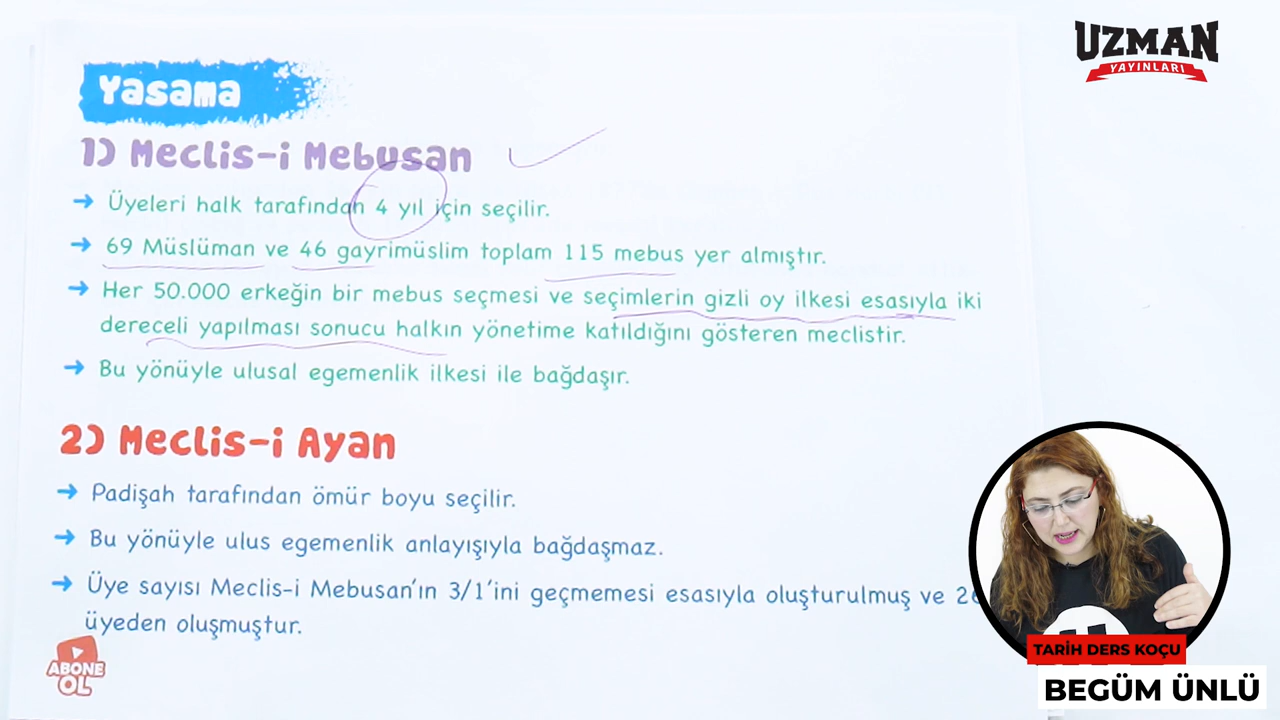 UZMAN
YAYINLARI
Yasama
1) Meclis-i Mebusan
Üyeleri halk tarafından 4 yıl için seçilir.
69 Müslüman ve 46 gayrimüslim toplam 115 mebus yer almıştır.
Her 50.000 erkeğin bir mebus seçmesi ve seçimlerin gizli oy ilkesi esasıyla iki
dereceli yapılması sonucu halkın yönetime katıldığını gösteren meclistir.
Bu yönüyle ulusal egemenlik ilkesi ile bağdaşır.
2) Meclis-i Ayan
Padişah tarafından ömür boyu seçilir.
Bu yönüyle ulus egemenlik anlayışıyla bağdaşmaz.
Üye sayısı Meclis-i Mebusan'ın 3/1'ini geçmemesi esasıyla oluşturulmuş ve
üyeden oluşmuştur.
ABONE
OL
TARİH DERS KOÇU
BEGÜM ÜNLÜ